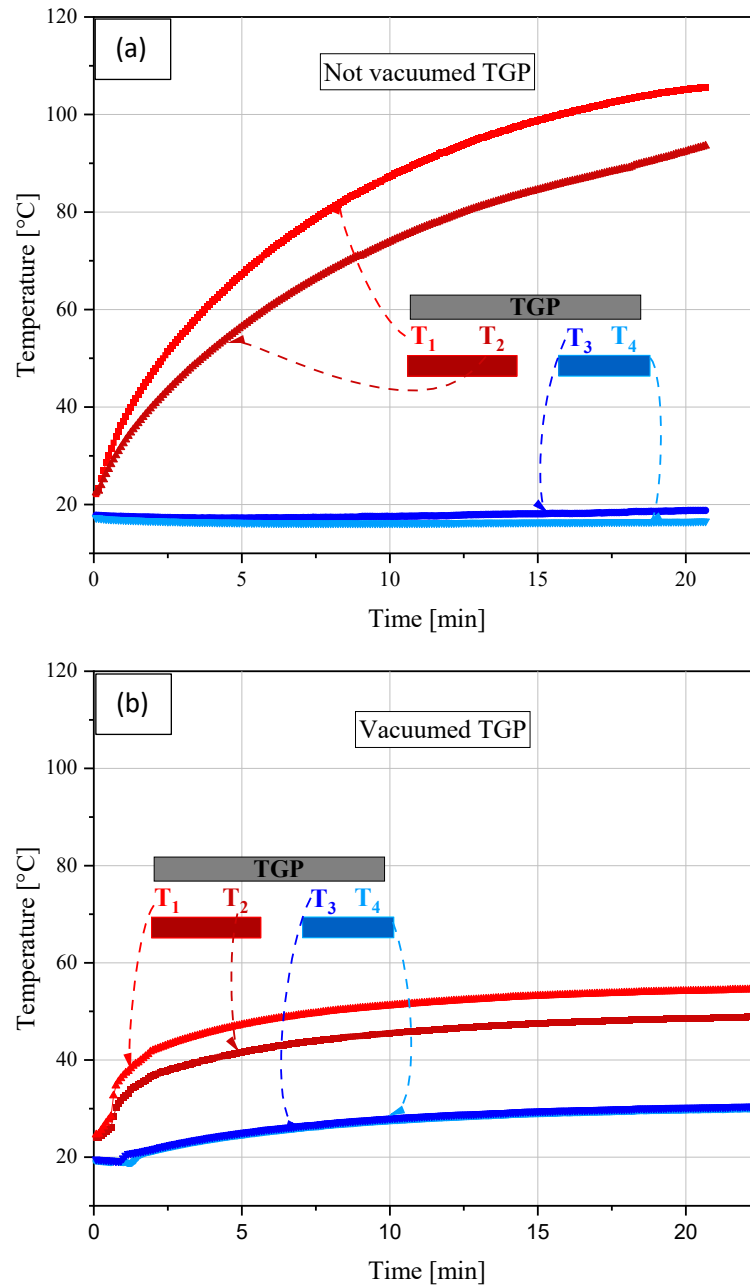 120
(a)
Not vacuumed TGP
100
80
60
40
20
Temperature [°C]
TGP
T1 T2 T3 T4
0 5 10 15 20
Time [min]
120
(b)
Vacuumed TGP
100
80
60
40
20
Temperature [°C]
TGP
T1 T2 T3 T4
0 5 10 15 20
Time [min]